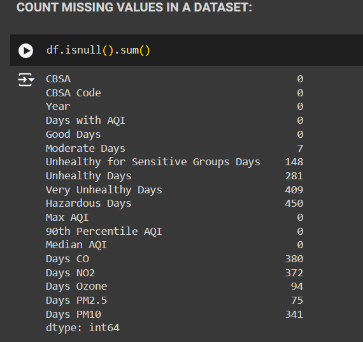 COUNT MISSING VALUES IN A DATASET:
df.isnull().sum()
CBSA 0
CBSA Code 0
Year 0
Days with AQI 0
Good Days 0
Moderate Days 7
Unhealthy for Sensitive Groups Days 148
Unhealthy Days 281
Very Unhealthy Days 409
Hazardous Days 450
Max AQI 0
90th Percentile AQI 0
Median AQI 0
Days CO 380
Days NO2 372
Days Ozone 94
Days PM2.5 75
Days PM10 341
dtype: int64